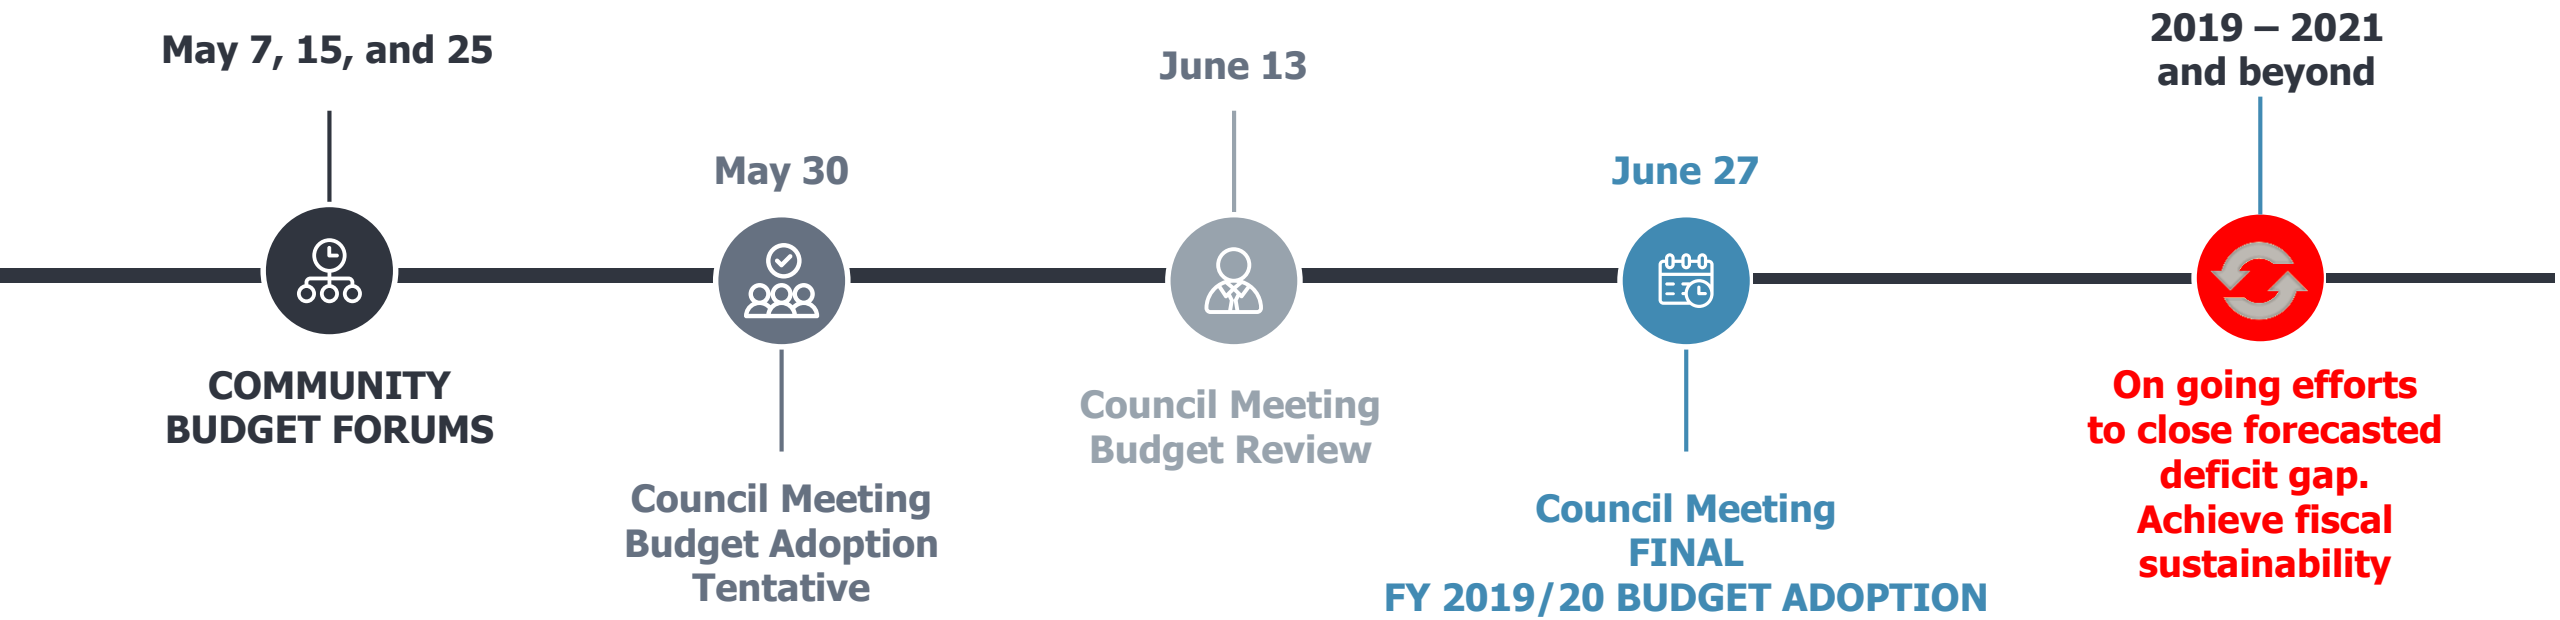 May 7, 15, and 25
COMMUNITY
BUDGET FORUMS
May 30
Council Meeting
Budget Adoption
Tentative
June 13
Council Meeting
Budget Review
June 27
Council Meeting
FINAL
FY 2019/20 BUDGET ADOPTION
2019 – 2021
and beyond
On going efforts
to close forecasted
deficit gap.
Achieve fiscal
sustainability